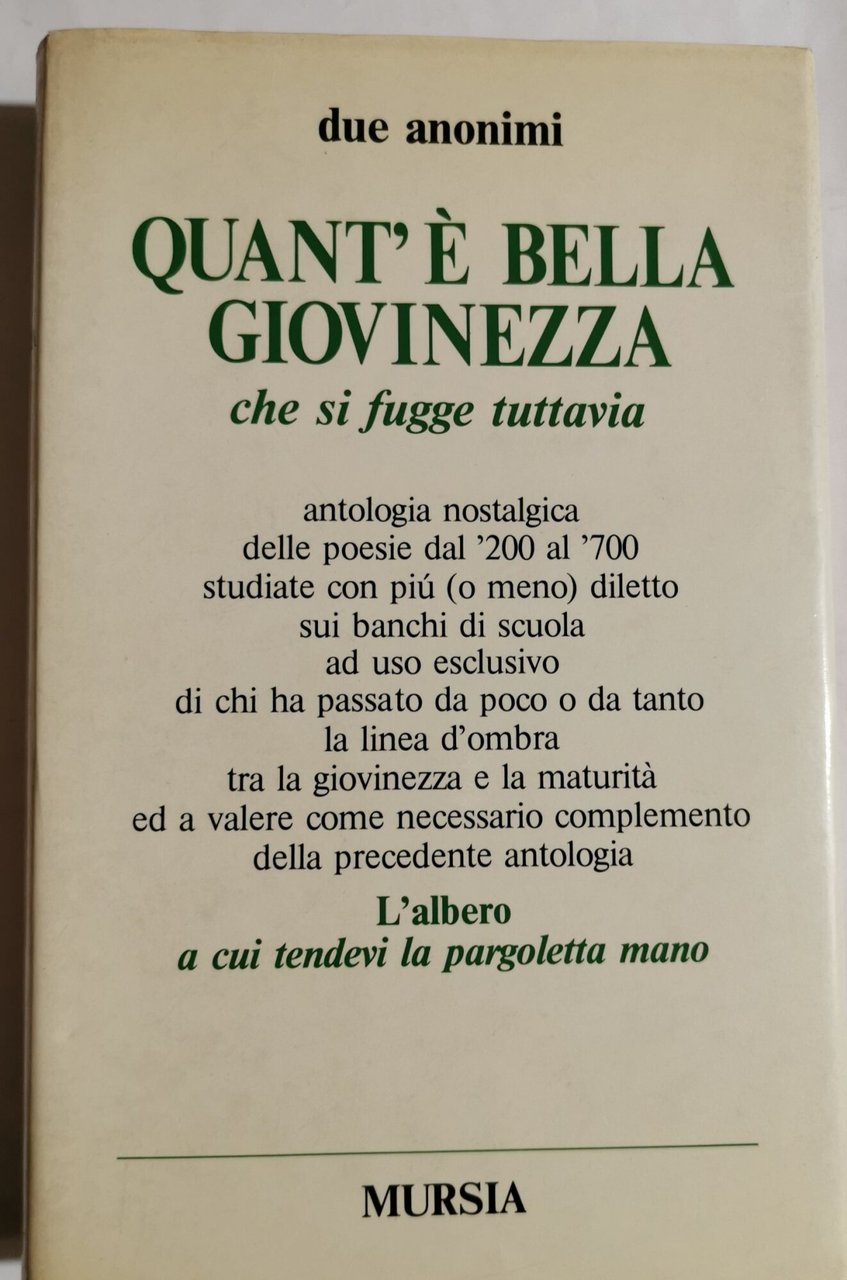 due anonimi
QUANT'È BELLA
GIOVINEZZA
che si fugge tuttavia
antologia nostalgica
delle poesie dal '200 al '700
studiate con piú (o meno) diletto
sui banchi di scuola
ad uso esclusivo
di chi ha passato da poco o da tanto
la linea d'ombra
tra la giovinezza e la maturità
ed a valere come necessario complemento
della precedente antologia
L'albero
a cui tendevi la pargoletta mano
MURSIA